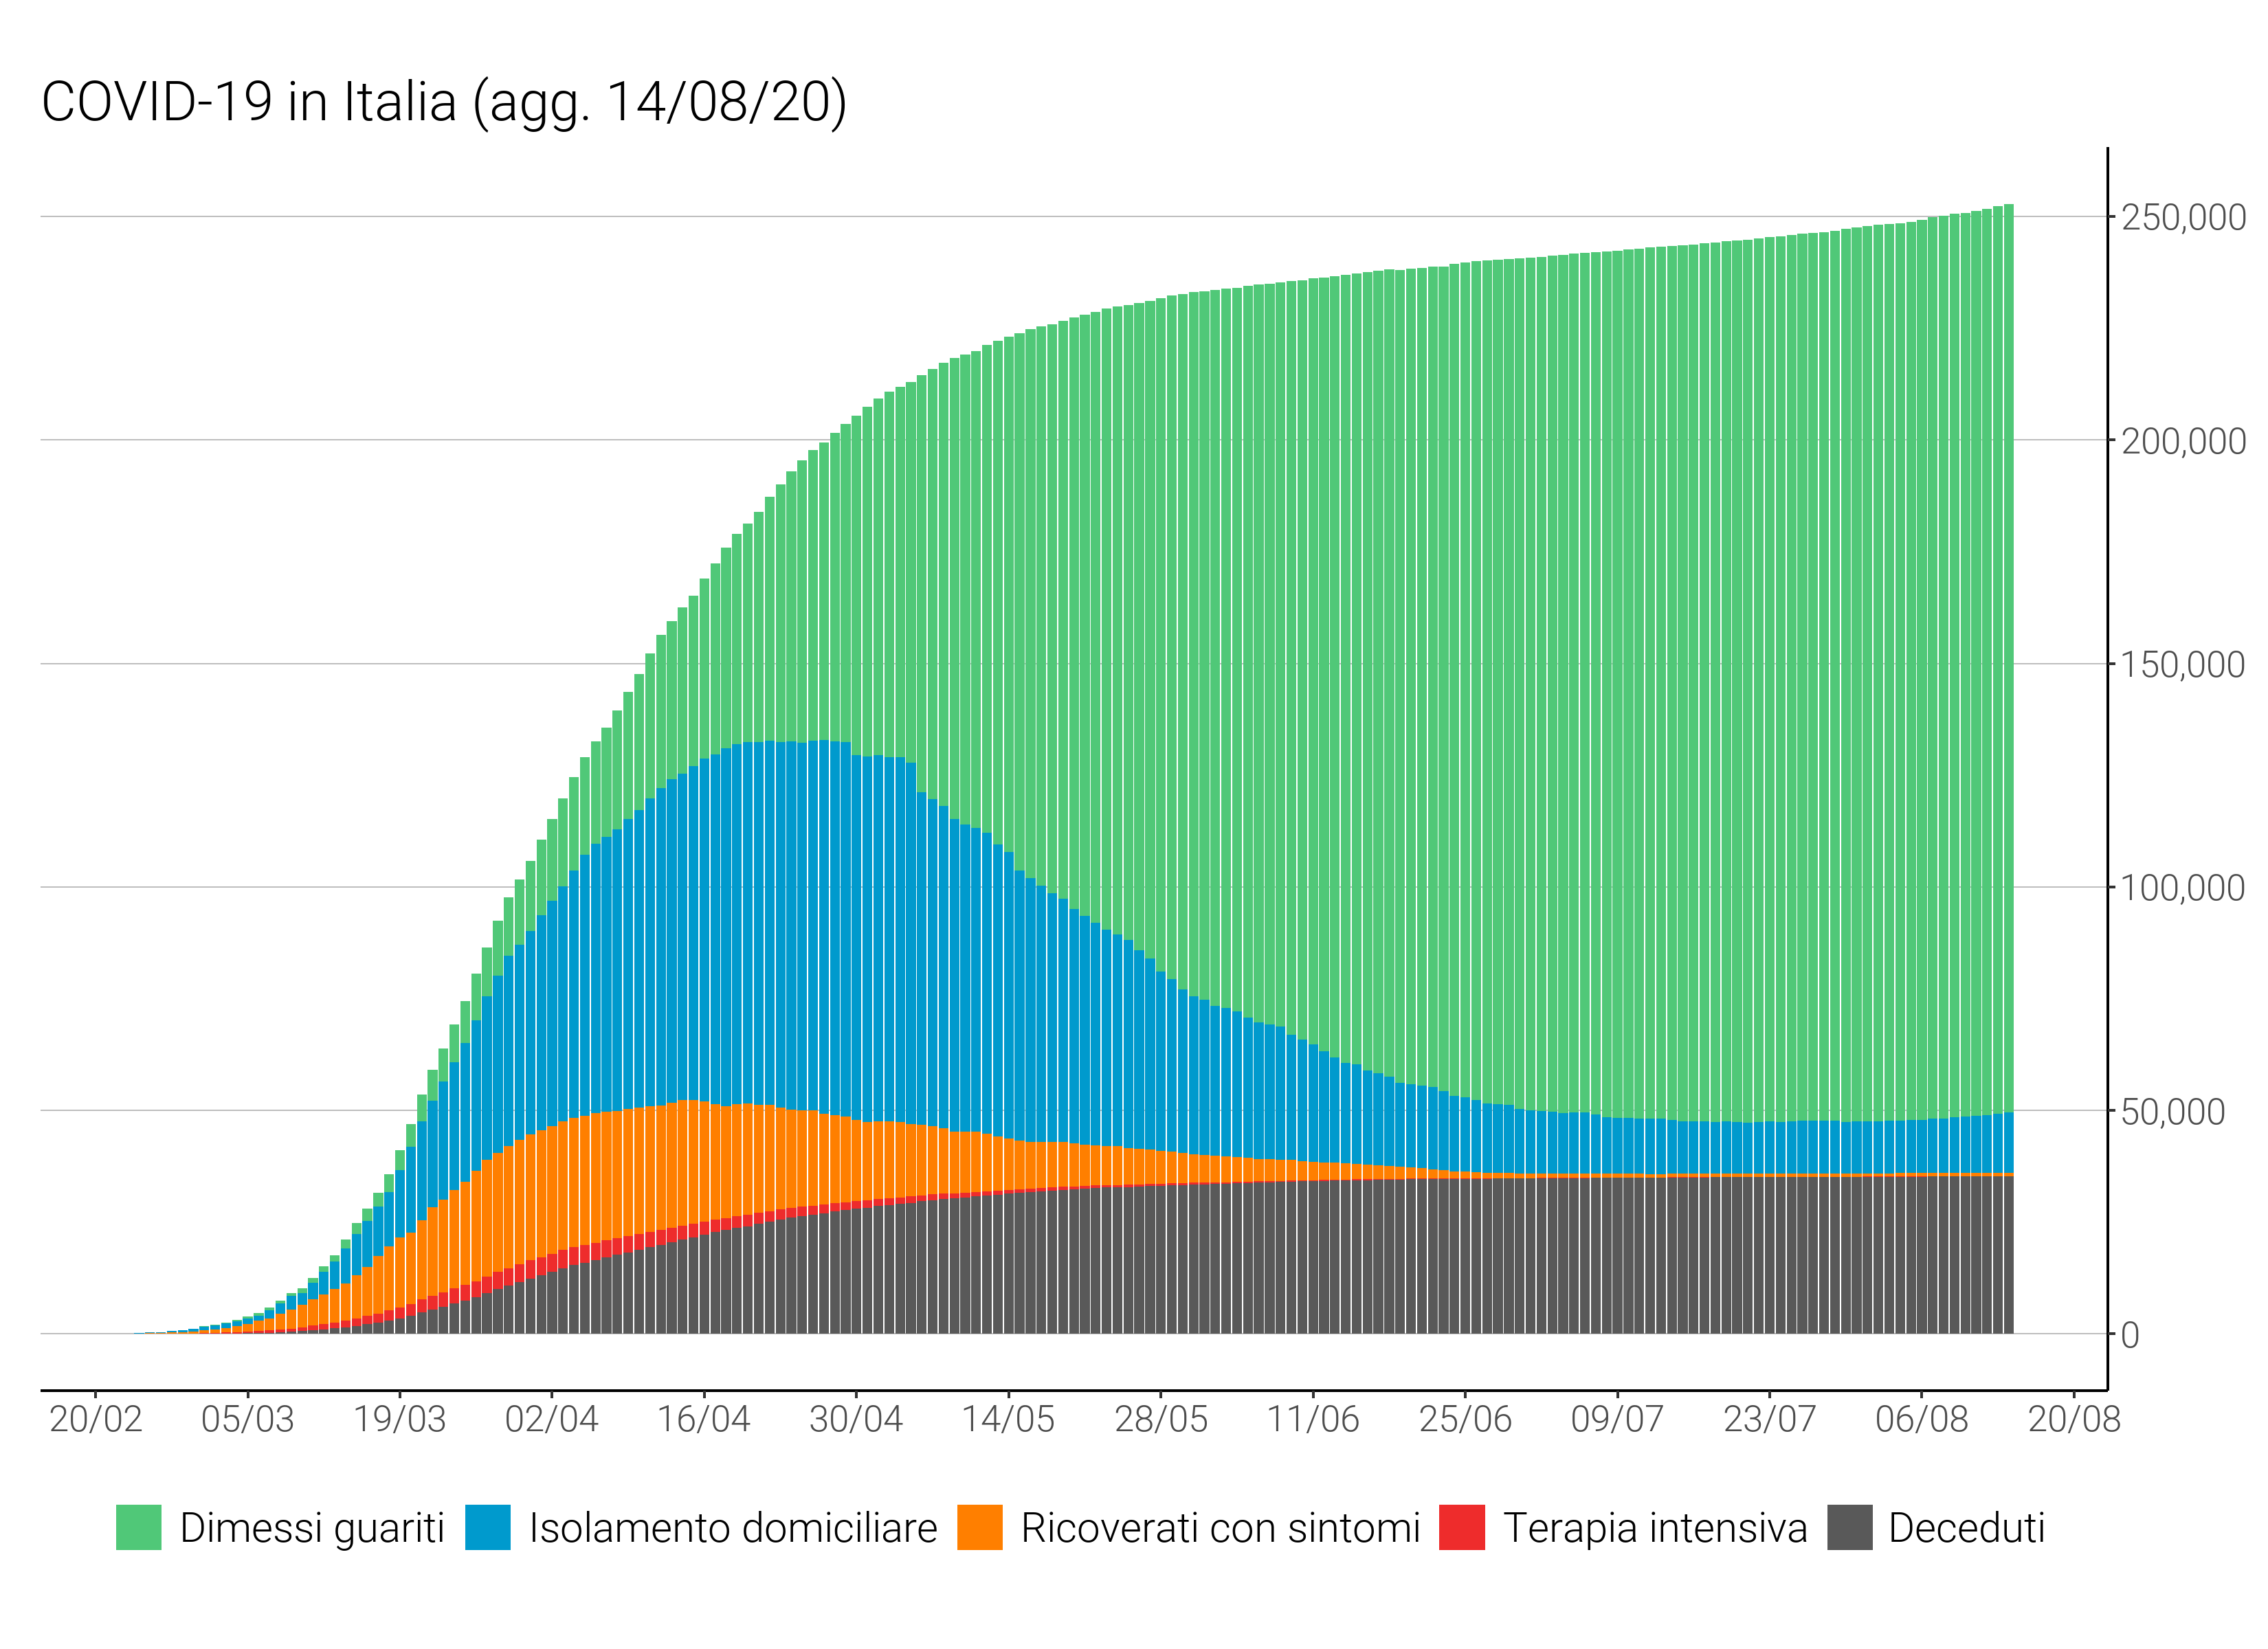 COVID-19 in Italia (agg. 14/08/20)
250,000
200,000
150,000
100,000
50,000
0
20/02 05/03 19/03 02/04 16/04 30/04 14/05 28/05 11/06 25/06 09/07 23/07 06/08 20/08
Dimessi guariti Isolamento domiciliare Ricoverati con sintomi Terapia intensiva Deceduti